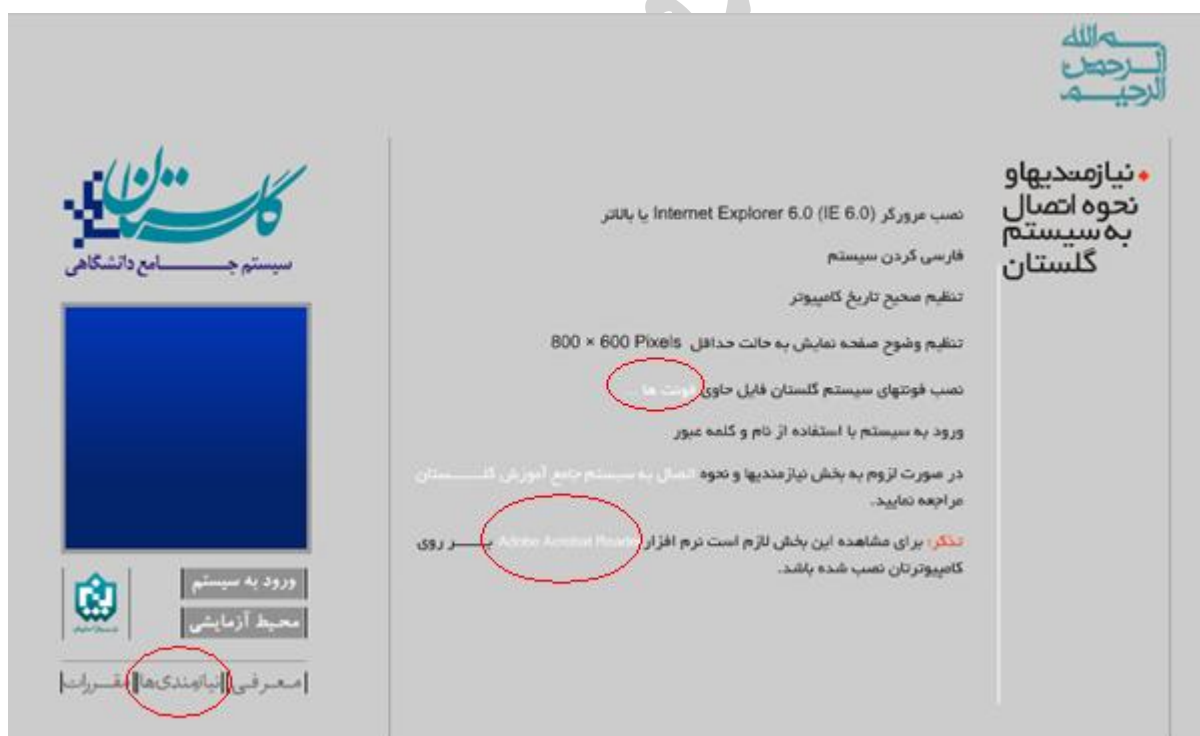 بسم الله
الرحمن
الرحیم
نیازمندیهاو
نحوه اتصال
به سیستم
گلستان
نصب مرورگر Internet Explorer 6.0 (IE 6.0) یا بالاتر
فارسی کردن سیستم
تنظیم صحیح تاریخ کامپیوتر
تنظیم وضوح صفحه نمایش به حالت حداقل 800 × 600 Pixels
نصب فونتهای سیستم گلستان فایل حاوی فونت ها
ورود به سیستم با استفاده از نام و کلمه عبور
در صورت لزوم به بخش نیازمندیها و نحوه اتصال به سیستم جامع آموزش گلستان
مراجعه نمایید.
تذکر: برای مشاهده این بخش لازم است نرم افزار Adobe Acrobat Reader بر روی
کامپیوترتان نصب شده باشد.
گلستان
سیستم جامع دانشگاهی
ورود به سیستم
محیط آزمایشی
معرفی | نیازمندی‌ها | مقررات